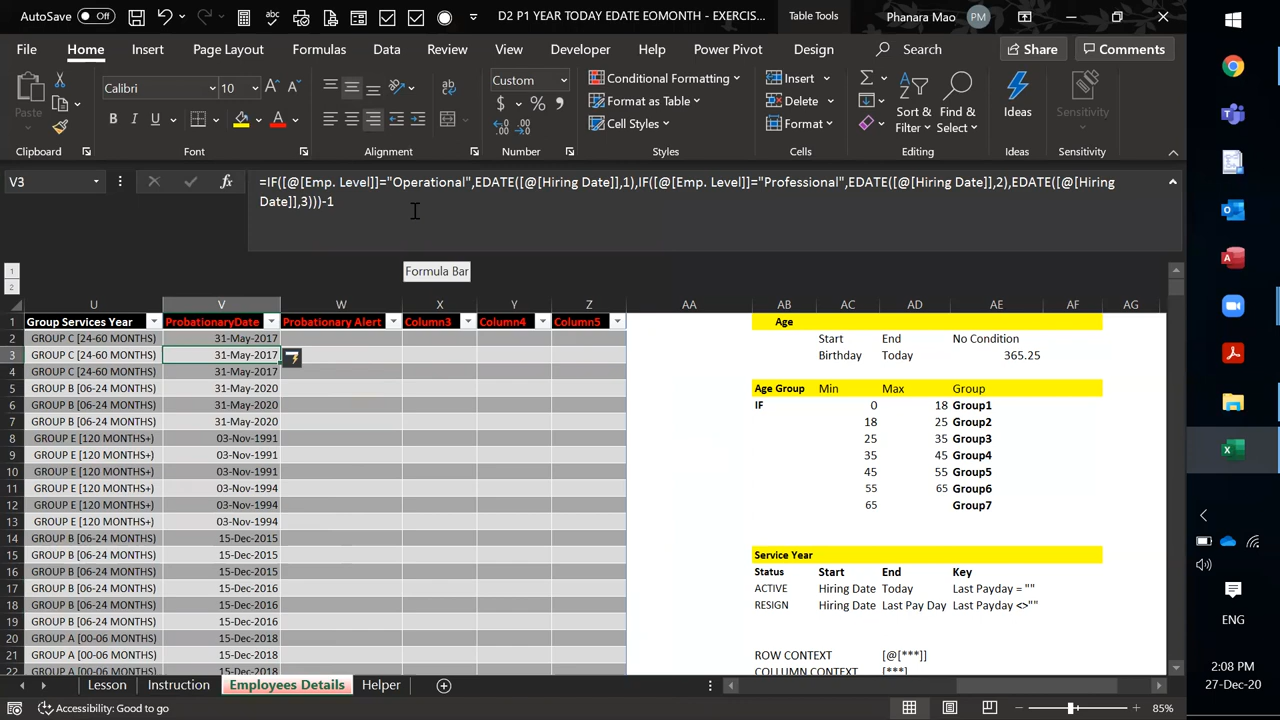 AutoSave Off D2 P1 YEAR TODAY EDATE EOMONTH - EXERCIS... Table Tools Phanara Mao PM
File Home Insert Page Layout Formulas Data Review View Developer Help Power Pivot Design Search Share Comments
Calibri 10 Custom Conditional Formatting Insert
Paste Format as Table Delete Sort & Filter Find & Select Ideas Sensitivity
Cell Styles Format
Clipboard Font Alignment Number Styles Cells Editing Ideas Sensitivity
V3 fx =IF([@[Emp. Level]]="Operational",EDATE([@[Hiring Date]],1),IF([@[Emp. Level]]="Professional",EDATE([@[Hiring Date]],2),EDATE([@[Hiring
Date]],3)))-1
Formula Bar
1
2
U V W X Y Z AA AB AC AD AE AF AG
1 Group Services Year ProbationaryDate Probationary Alert Column3 Column4 Column5 Age
2 GROUP C [24-60 MONTHS) 31-May-2017 Start End No Condition
3 GROUP C [24-60 MONTHS) 31-May-2017 Birthday Today 365.25
4 GROUP C [24-60 MONTHS) 31-May-2017
5 GROUP B [06-24 MONTHS) 31-May-2020 Age Group Min Max Group
6 GROUP B [06-24 MONTHS) 31-May-2020 IF 0 18 Group1
7 GROUP B [06-24 MONTHS) 31-May-2020 18 25 Group2
8 GROUP E [120 MONTHS+) 03-Nov-1991 25 35 Group3
9 GROUP E [120 MONTHS+) 03-Nov-1991 35 45 Group4
10 GROUP E [120 MONTHS+) 03-Nov-1991 45 55 Group5
11 GROUP E [120 MONTHS+) 03-Nov-1994 55 65 Group6
12 GROUP E [120 MONTHS+) 03-Nov-1994 65 Group7
13 GROUP E [120 MONTHS+) 03-Nov-1994
14 GROUP B [06-24 MONTHS) 15-Dec-2015
15 GROUP B [06-24 MONTHS) 15-Dec-2015 Service Year
16 GROUP B [06-24 MONTHS) 15-Dec-2015 Status Start End Key
17 GROUP B [06-24 MONTHS) 15-Dec-2016 ACTIVE Hiring Date Today Last Payday = ""
18 GROUP B [06-24 MONTHS) 15-Dec-2016 RESIGN Hiring Date Last Pay Day Last Payday <>""
19 GROUP B [06-24 MONTHS) 15-Dec-2016
20 GROUP A [00-06 MONTHS) 15-Dec-2018
21 GROUP A [00-06 MONTHS) 15-Dec-2018 ROW CONTEXT [@[***]]
22 GROUP A [00-06 MONTHS) 15-Dec-2018 COLLUMN CONTEXT [***]
Lesson Instruction Employees Details Helper
Accessibility: Good to go 85%
ENG
2:08 PM
27-Dec-20